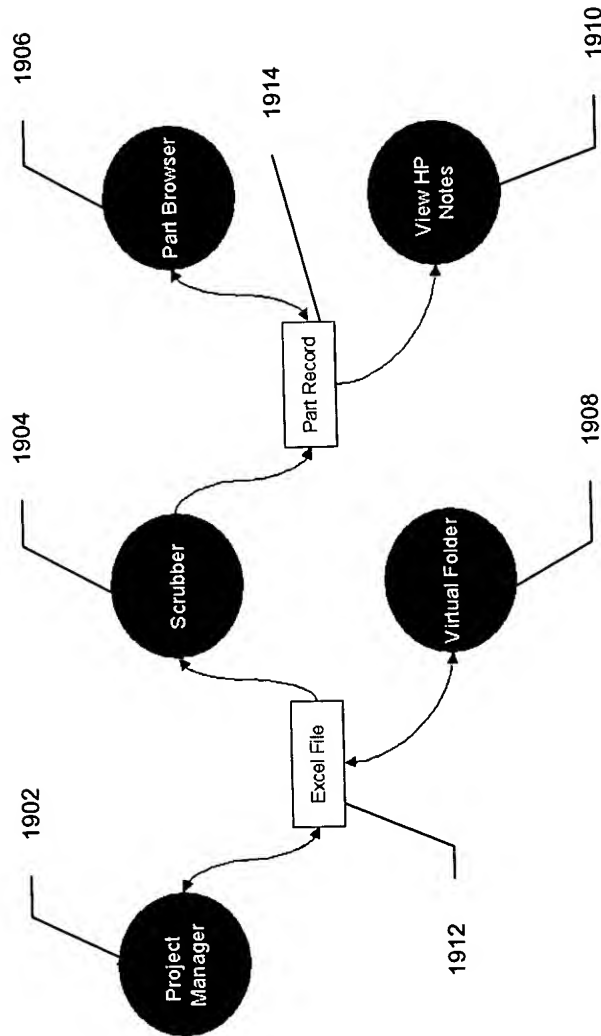 1902
1904
1906
Project
Manager
Scrubber
Part Browser
1914
Excel File
Part Record
Virtual Folder
View HP
Notes
1912
1908
1910